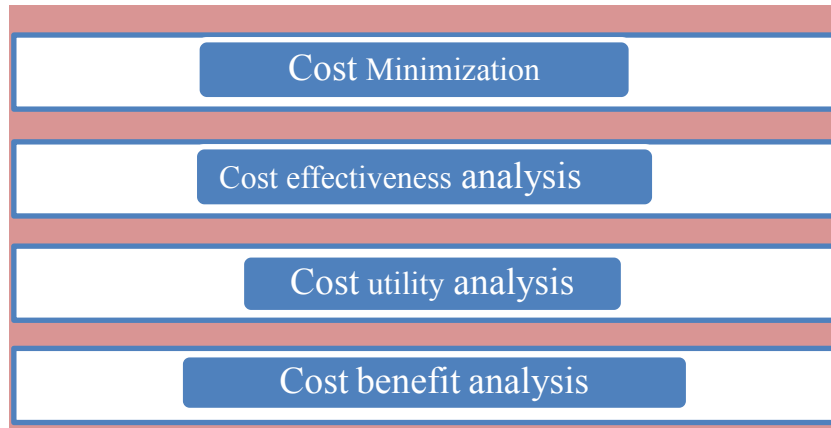 Cost Minimization
Cost effectiveness analysis
Cost utility analysis
Cost benefit analysis